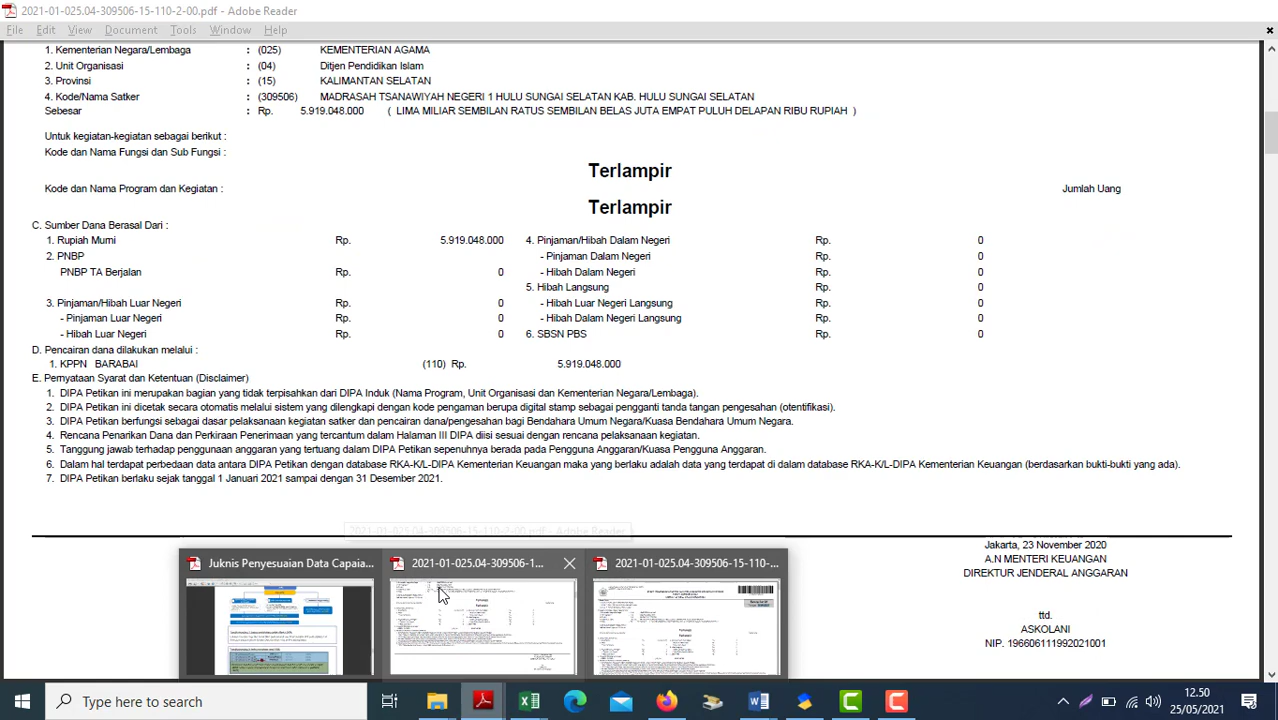 2021-01-025.04-309506-15-110-2-00.pdf - Adobe Reader
File Edit View Document Tools Window Help
1. Kementerian Negara/Lembaga : (025) KEMENTERIAN AGAMA
2. Unit Organisasi : (04) Ditjen Pendidikan Islam
3. Provinsi : (15) KALIMANTAN SELATAN
4. Kode/Nama Satker : (309506) MADRASAH TSANAWIYAH NEGERI 1 HULU SUNGAI SELATAN KAB. HULU SUNGAI SELATAN
Sebesar : Rp. 5.919.048.000 ( LIMA MILIAR SEMBILAN RATUS SEMBILAN BELAS JUTA EMPAT PULUH DELAPAN RIBU RUPIAH )
Untuk kegiatan-kegiatan sebagai berikut :
Kode dan Nama Fungsi dan Sub Fungsi :
Terlampir
Kode dan Nama Program dan Kegiatan : Jumlah Uang
Terlampir
C. Sumber Dana Berasal Dari :
1. Rupiah Murni Rp. 5.919.048.000 4. Pinjaman/Hibah Dalam Negeri Rp. 0
2. PNBP - Pinjaman Dalam Negeri Rp. 0
PNBP TA Berjalan Rp. 0 - Hibah Dalam Negeri Rp. 0
5. Hibah Langsung Rp. 0
3. Pinjaman/Hibah Luar Negeri Rp. 0 - Hibah Luar Negeri Langsung Rp. 0
- Pinjaman Luar Negeri Rp. 0 - Hibah Dalam Negeri Langsung Rp. 0
- Hibah Luar Negeri Rp. 0 6. SBSN PBS Rp. 0
D. Pencairan dana dilakukan melalui :
1. KPPN BARABAI (110) Rp. 5.919.048.000
E. Pernyataan Syarat dan Ketentuan (Disclaimer)
1. DIPA Petikan ini merupakan bagian yang tidak terpisahkan dari DIPA Induk (Nama Program, Unit Organisasi dan Kementerian Negara/Lembaga).
2. DIPA Petikan ini dicetak secara otomatis melalui sistem yang dilengkapi dengan kode pengaman berupa digital stamp sebagai pengganti tanda tangan pengesahan (otentifikasi).
3. DIPA Petikan berfungsi sebagai dasar pelaksanaan kegiatan satker dan pencairan dana/pengesahan bagi Bendahara Umum Negara/Kuasa Bendahara Umum Negara.
4. Rencana Penarikan Dana dan Perkiraan Penerimaan yang tercantum dalam Halaman III DIPA diisi sesuai dengan rencana pelaksanaan kegiatan.
5. Tanggung jawab terhadap penggunaan anggaran yang tertuang dalam DIPA Petikan sepenuhnya berada pada Pengguna Anggaran/Kuasa Pengguna Anggaran.
6. Dalam hal terdapat perbedaan data antara DIPA Petikan dengan database RKA-K/L-DIPA Kementerian Keuangan maka yang berlaku adalah data yang terdapat di dalam database RKA-K/L-DIPA Kementerian Keuangan (berdasarkan bukti-bukti yang ada).
7. DIPA Petikan berlaku sejak tanggal 1 Januari 2021 sampai dengan 31 Desember 2021.
2021-01-025.04-309506-15-110-2-00.pdf - Adobe Reader
Jakarta, 23 November 2020
A.N MENTERI KEUANGAN
DIREKTUR JENDERAL ANGGARAN
ttd.
ASKOLANI
NIP. 196606111992021001
Juknis Penyesuaian Data Capaia...
2021-01-025.04-309506-1...
2021-01-025.04-309506-15-110-...
Type here to search
12.50
25/05/2021